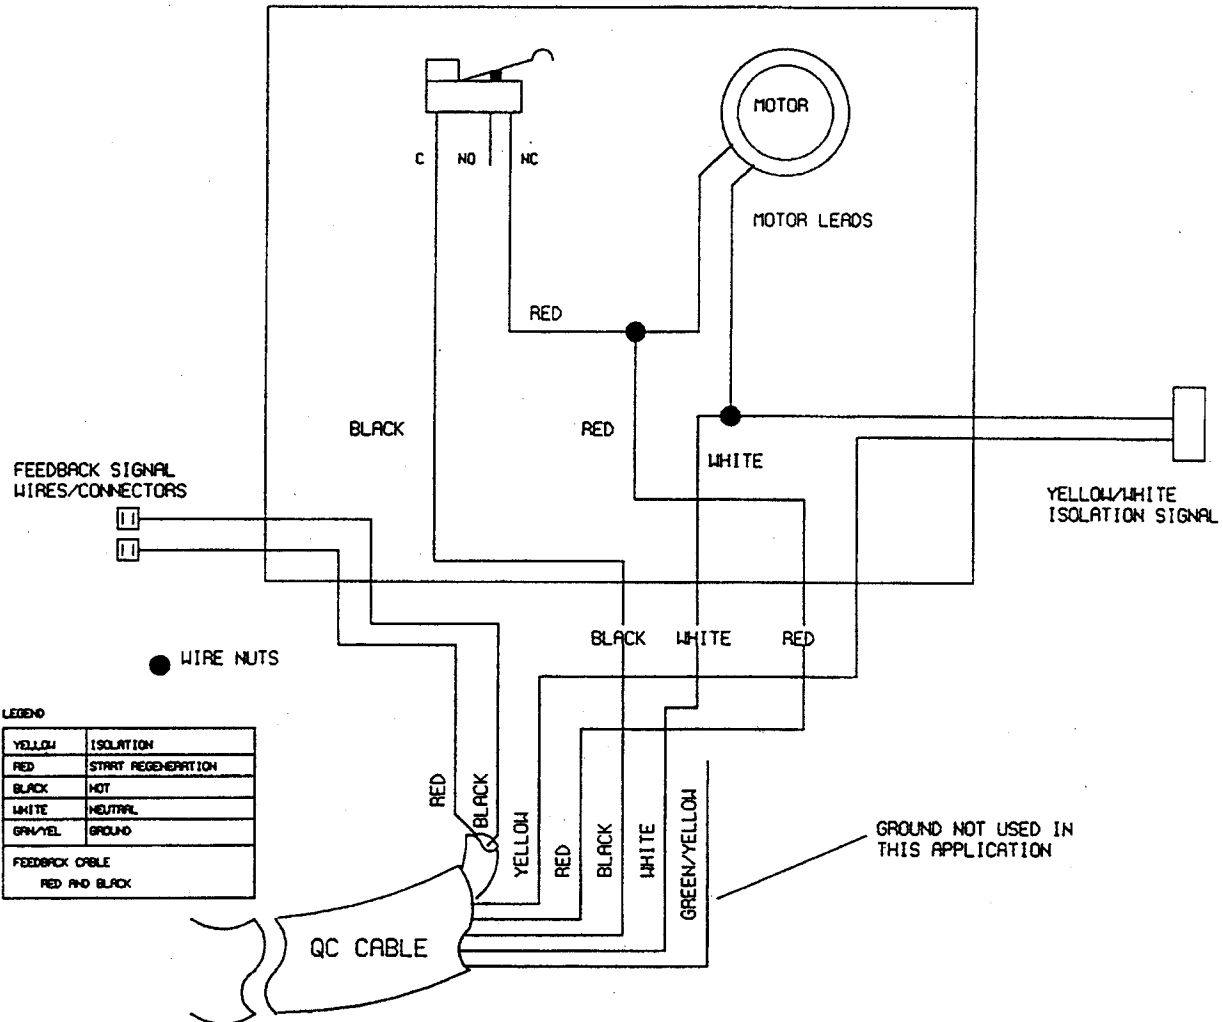 MOTOR
C NO NC
MOTOR LEADS
RED
BLACK
RED
WHITE
FEEDBACK SIGNAL
WIRES/CONNECTORS
YELLOW/WHITE
ISOLATION SIGNAL
BLACK WHITE RED
WIRE NUTS
LEGEND
YELLOW ISOLATION
RED START REGENERATION
BLACK HOT
WHITE NEUTRAL
GRN/YEL GROUND
FEEDBACK CABLE
RED AND BLACK
RED
BLACK
YELLOW
RED
BLACK
WHITE
GREEN/YELLOW
GROUND NOT USED IN
THIS APPLICATION
QC CABLE